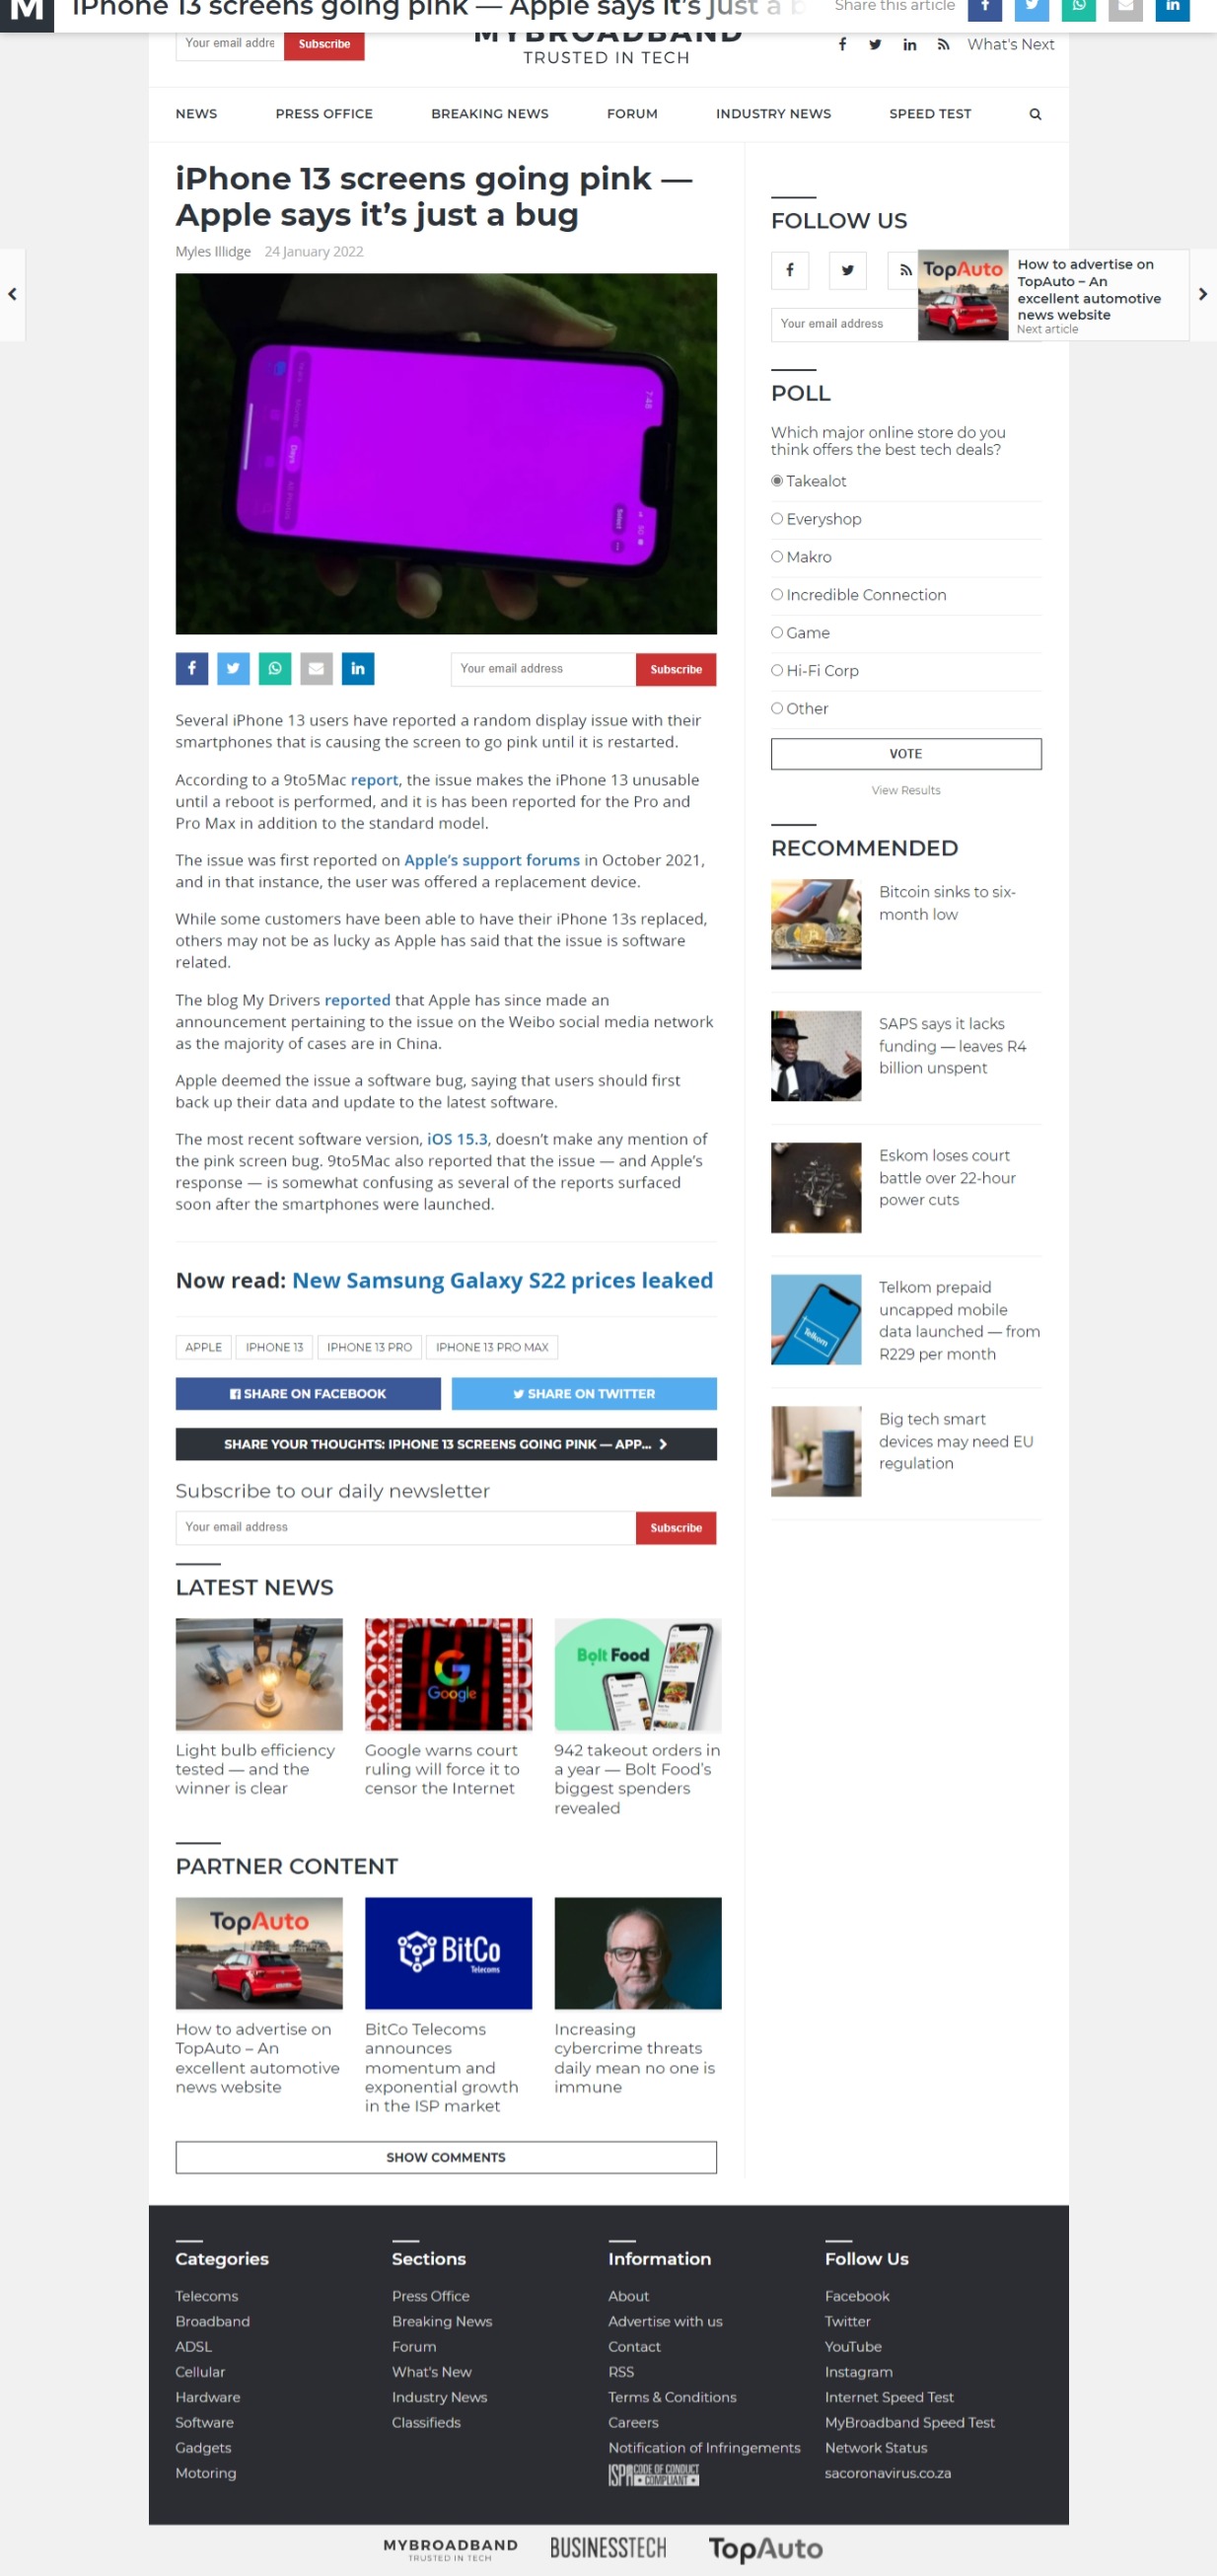 M iPhone 13 screens going pink — Apple says it's just a b
Share this article
Your email addre
Subscribe
MYBROADBAND
TRUSTED IN TECH
What's Next
NEWS
PRESS OFFICE
BREAKING NEWS
FORUM
INDUSTRY NEWS
SPEED TEST
iPhone 13 screens going pink —
Apple says it's just a bug
Myles Illidge 24 January 2022
7:48
Select
Days
Several iPhone 13 users have reported a random display issue with their
smartphones that is causing the screen to go pink until it is restarted.
According to a 9to5Mac report, the issue makes the iPhone 13 unusable
until a reboot is performed, and it is has been reported for the Pro and
Pro Max in addition to the standard model.
The issue was first reported on Apple's support forums in October 2021,
and in that instance, the user was offered a replacement device.
While some customers have been able to have their iPhone 13s replaced,
others may not be as lucky as Apple has said that the issue is software
related.
The blog My Drivers reported that Apple has since made an
announcement pertaining to the issue on the Weibo social media network
as the majority of cases are in China.
Apple deemed the issue a software bug, saying that users should first
back up their data and update to the latest software.
The most recent software version, iOS 15.3, doesn't make any mention of
the pink screen bug. 9to5Mac also reported that the issue — and Apple's
response — is somewhat confusing as several of the reports surfaced
soon after the smartphones were launched.
Your email address
Subscribe
Now read: New Samsung Galaxy S22 prices leaked
APPLE
IPHONE 13
IPHONE 13 PRO
IPHONE 13 PRO MAX
SHARE ON FACEBOOK
SHARE ON TWITTER
SHARE YOUR THOUGHTS: IPHONE 13 SCREENS GOING PINK — APP...
Subscribe to our daily newsletter
Your email address
Subscribe
LATEST NEWS
Google
Bolt Food
Light bulb efficiency
tested — and the
winner is clear
Google warns court
ruling will force it to
censor the Internet
942 takeout orders in
a year — Bolt Food's
biggest spenders
revealed
PARTNER CONTENT
TopAuto
BitCo
Telecoms
How to advertise on
TopAuto – An
excellent automotive
news website
BitCo Telecoms
announces
momentum and
exponential growth
in the ISP market
Increasing
cybercrime threats
daily mean no one is
immune
SHOW COMMENTS
FOLLOW US
Your email address
TopAuto
How to advertise on
TopAuto – An
excellent automotive
news website
Next article
POLL
Which major online store do you
think offers the best tech deals?
Takealot
Everyshop
Makro
Incredible Connection
Game
Hi-Fi Corp
Other
VOTE
View Results
RECOMMENDED
Bitcoin sinks to six-
month low
SAPS says it lacks
funding — leaves R4
billion unspent
Eskom loses court
battle over 22-hour
power cuts
Telkom
Telkom prepaid
uncapped mobile
data launched — from
R229 per month
Big tech smart
devices may need EU
regulation
Categories
Telecoms
Broadband
ADSL
Cellular
Hardware
Software
Gadgets
Motoring
Sections
Press Office
Breaking News
Forum
What's New
Industry News
Classifieds
Information
About
Advertise with us
Contact
RSS
Terms & Conditions
Careers
Notification of Infringements
ISPA CODE OF CONDUCT
COMPLIANT
Follow Us
Facebook
Twitter
YouTube
Instagram
Internet Speed Test
MyBroadband Speed Test
Network Status
sacoronavirus.co.za
MYBROADBAND
TRUSTED IN TECH
BUSINESSTECH
TopAuto